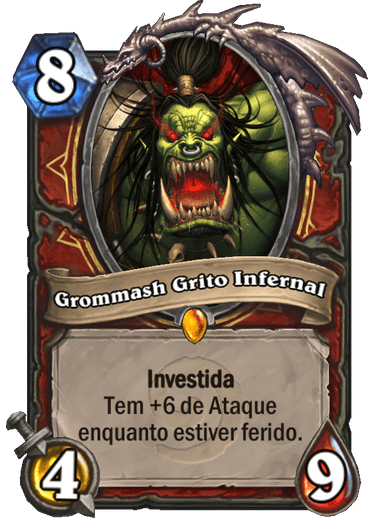 8
Grommash Grito Infernal
Investida
Tem +6 de Ataque
enquanto estiver ferido.
4
9